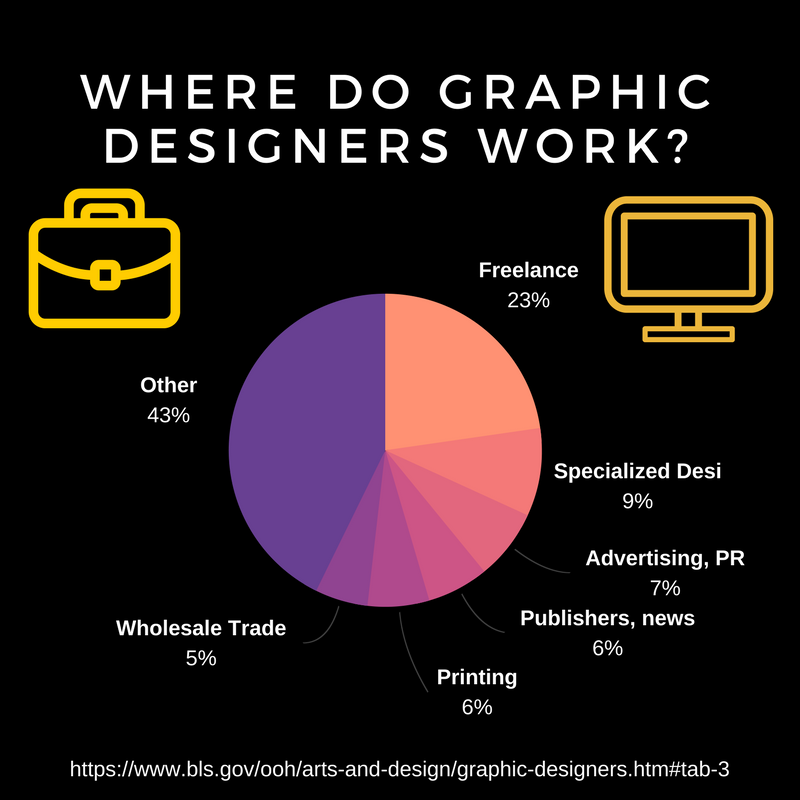 WHERE DO GRAPHIC
DESIGNERS WORK?
Freelance
23%
Other
43%
Specialized Desi
9%
Advertising, PR
7%
Publishers, news
6%
Wholesale Trade
5%
Printing
6%
https://www.bls.gov/ooh/arts-and-design/graphic-designers.htm#tab-3